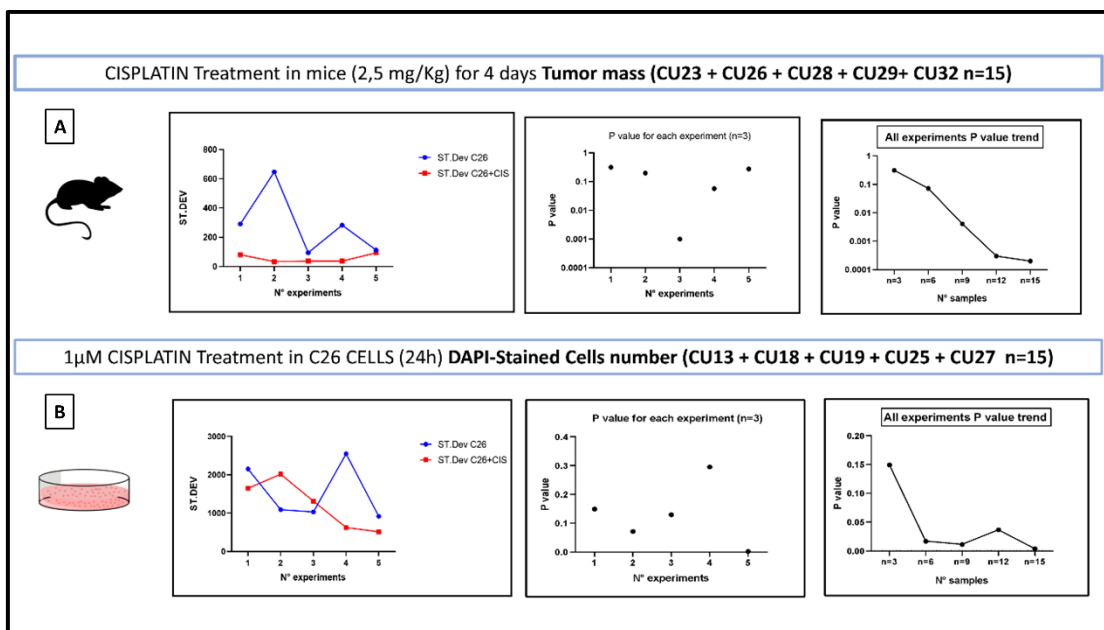 CISPLATIN Treatment in mice (2,5 mg/Kg) for 4 days Tumor mass (CU23 + CU26 + CU28 + CU29+ CU32 n=15)
A
800
600
400
200
0
ST.DEV
1 2 3 4 5
N° experiments
ST.Dev C26
ST.Dev C26+CIS
P value for each experiment (n=3)
1
0.1
0.01
0.001
0.0001
P value
1 2 3 4 5
N° experiments
All experiments P value trend
1
0.1
0.01
0.001
0.0001
P value
n=3 n=6 n=9 n=12 n=15
N° samples
1µM CISPLATIN Treatment in C26 CELLS (24h) DAPI-Stained Cells number (CU13 + CU18 + CU19 + CU25 + CU27 n=15)
B
3000
2000
1000
0
ST.DEV
1 2 3 4 5
N° experiments
ST.Dev C26
ST.Dev C26+CIS
P value for each experiment (n=3)
0.4
0.3
0.2
0.1
0.0
P value
1 2 3 4 5
N° experiments
All experiments P value trend
0.20
0.15
0.10
0.05
0.00
P value
n=3 n=6 n=9 n=12 n=15
N° samples